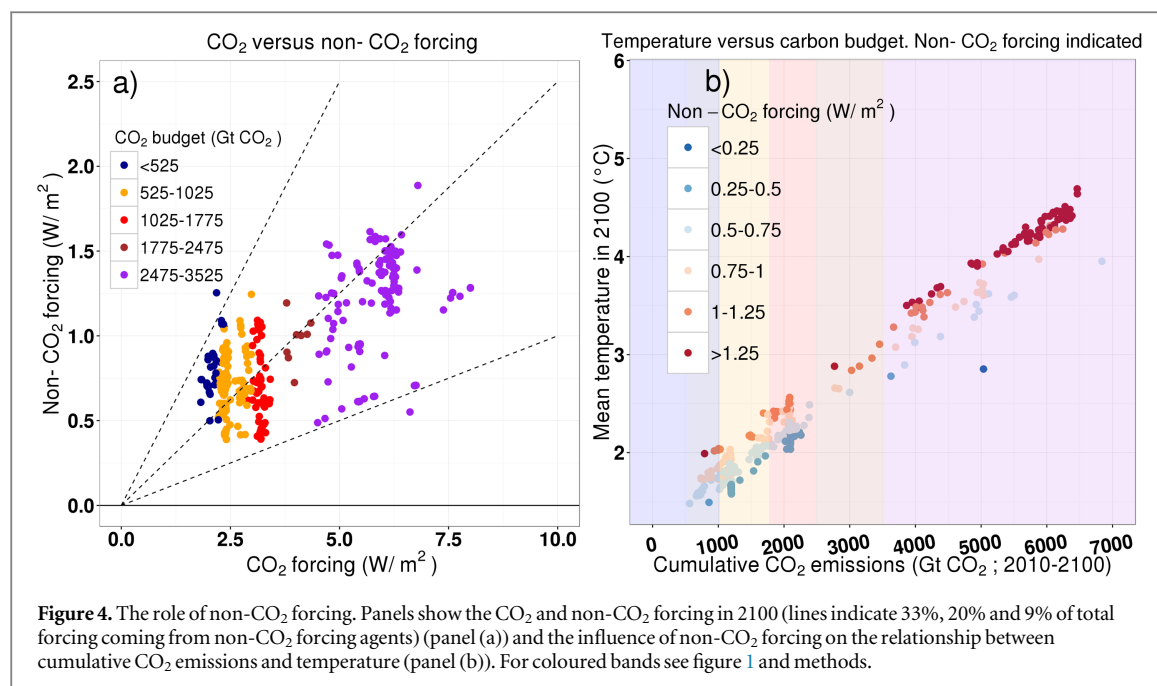 CO₂ versus non- CO₂ forcing
a)
Non- CO₂ forcing (W/ m²)
2.5
2.0
1.5
1.0
0.5
0.0
CO₂ budget (Gt CO₂ )
<525
525-1025
1025-1775
1775-2475
2475-3525
0.0 2.5 5.0 7.5 10.0
CO₂ forcing (W/ m² )
Temperature versus carbon budget. Non- CO₂ forcing indicated
b)
Mean temperature in 2100 (°C)
6
5
4
3
2
Non – CO₂ forcing (W/ m² )
<0.25
0.25-0.5
0.5-0.75
0.75-1
1-1.25
>1.25
0 1000 2000 3000 4000 5000 6000 7000
Cumulative CO₂ emissions (Gt CO₂ ; 2010-2100)
Figure 4. The role of non-CO₂ forcing. Panels show the CO₂ and non-CO₂ forcing in 2100 (lines indicate 33%, 20% and 9% of total
forcing coming from non-CO₂ forcing agents) (panel (a)) and the influence of non-CO₂ forcing on the relationship between
cumulative CO₂ emissions and temperature (panel (b)). For coloured bands see figure 1 and methods.